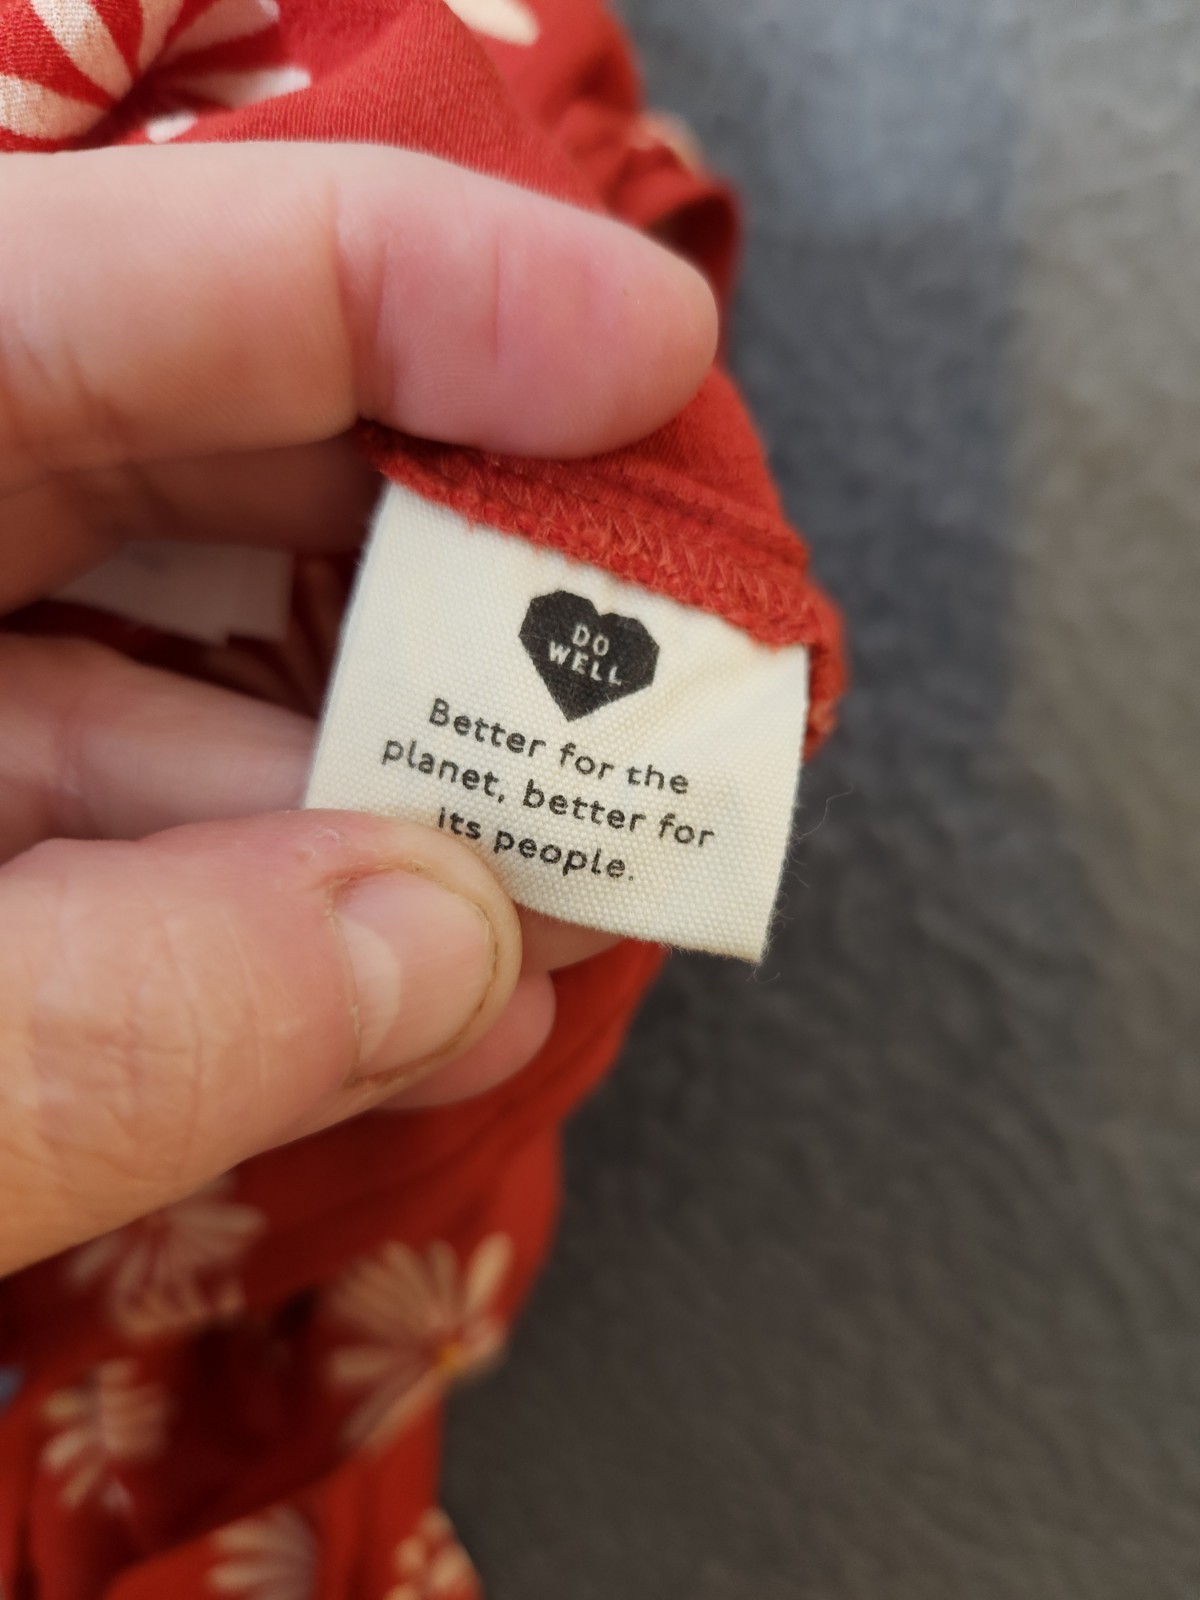 DO
WELL
Better for the
planet, better for
its people.